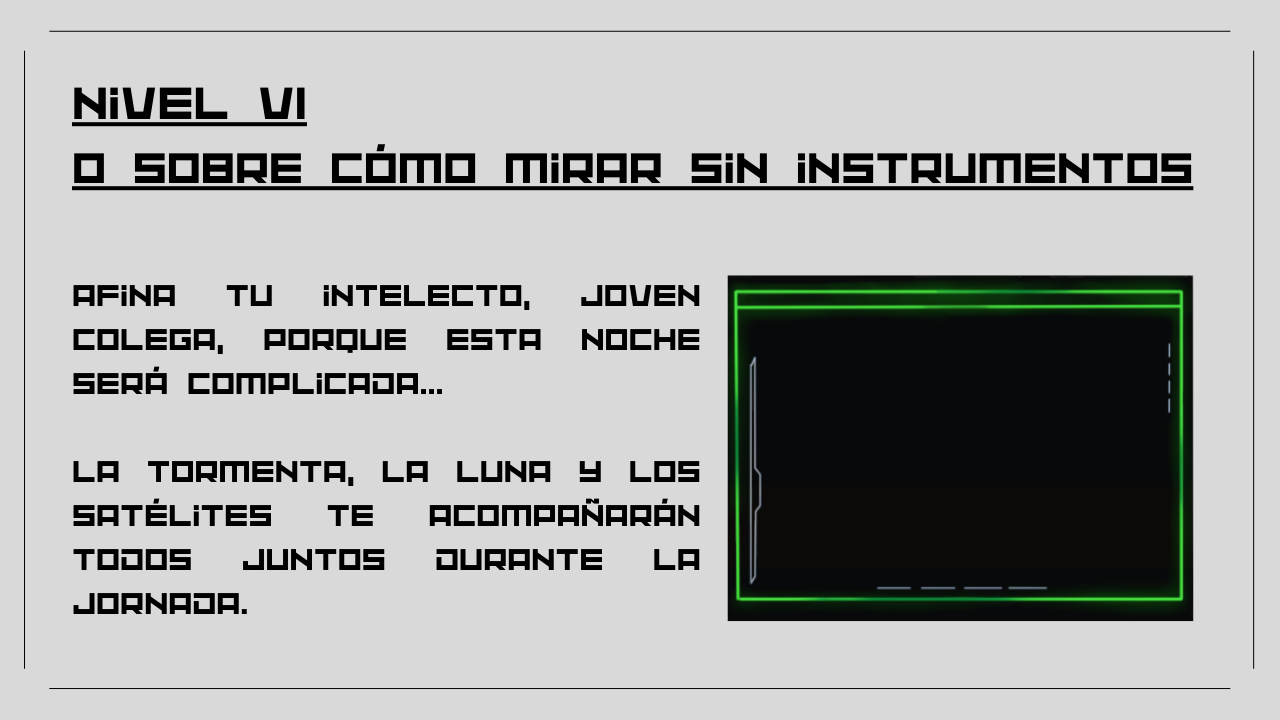 NiVEL VI
O SOBRE CÓMO MiRAR SiN iNSTRUMENTOS
AFiNA TU iNTELECTO, JOVEN
COLEGA, PORQUE ESTA NOCHE
SERÁ COMPLiCADA...
LA TORMENTA, LA LUNA Y LOS
SATÉLiTES TE ACOMPAÑARÁN
TODOS JUNTOS DURANTE LA
JORNADA.